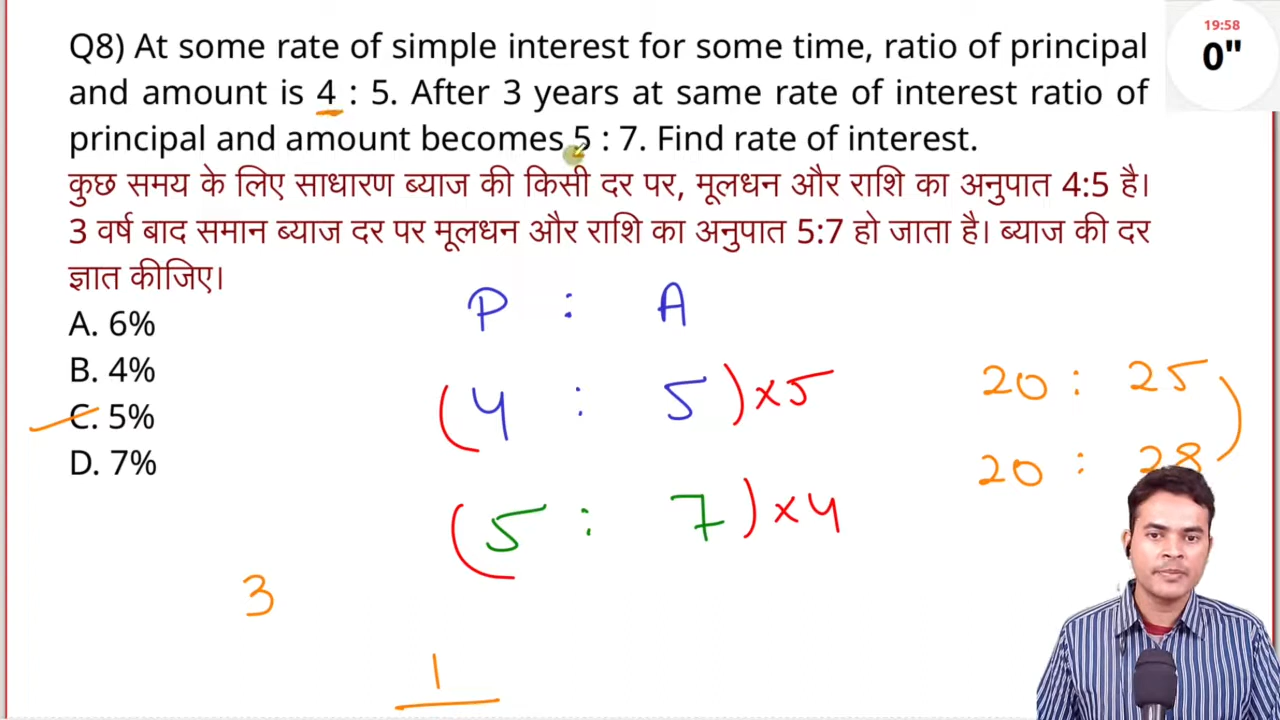 19:58
0"
Q8) At some rate of simple interest for some time, ratio of principal
and amount is 4 : 5. After 3 years at same rate of interest ratio of
principal and amount becomes 5 : 7. Find rate of interest.
कुछ समय के लिए साधारण ब्याज की किसी दर पर, मूलधन और राशि का अनुपात 4:5 है।
3 वर्ष बाद समान ब्याज दर पर मूलधन और राशि का अनुपात 5:7 हो जाता है। ब्याज की दर
ज्ञात कीजिए।
A. 6%
B. 4%
C. 5%
D. 7%
P : A
(4 : 5)×5
(5 : 7)×4
20 : 25
20 : 28
3
1